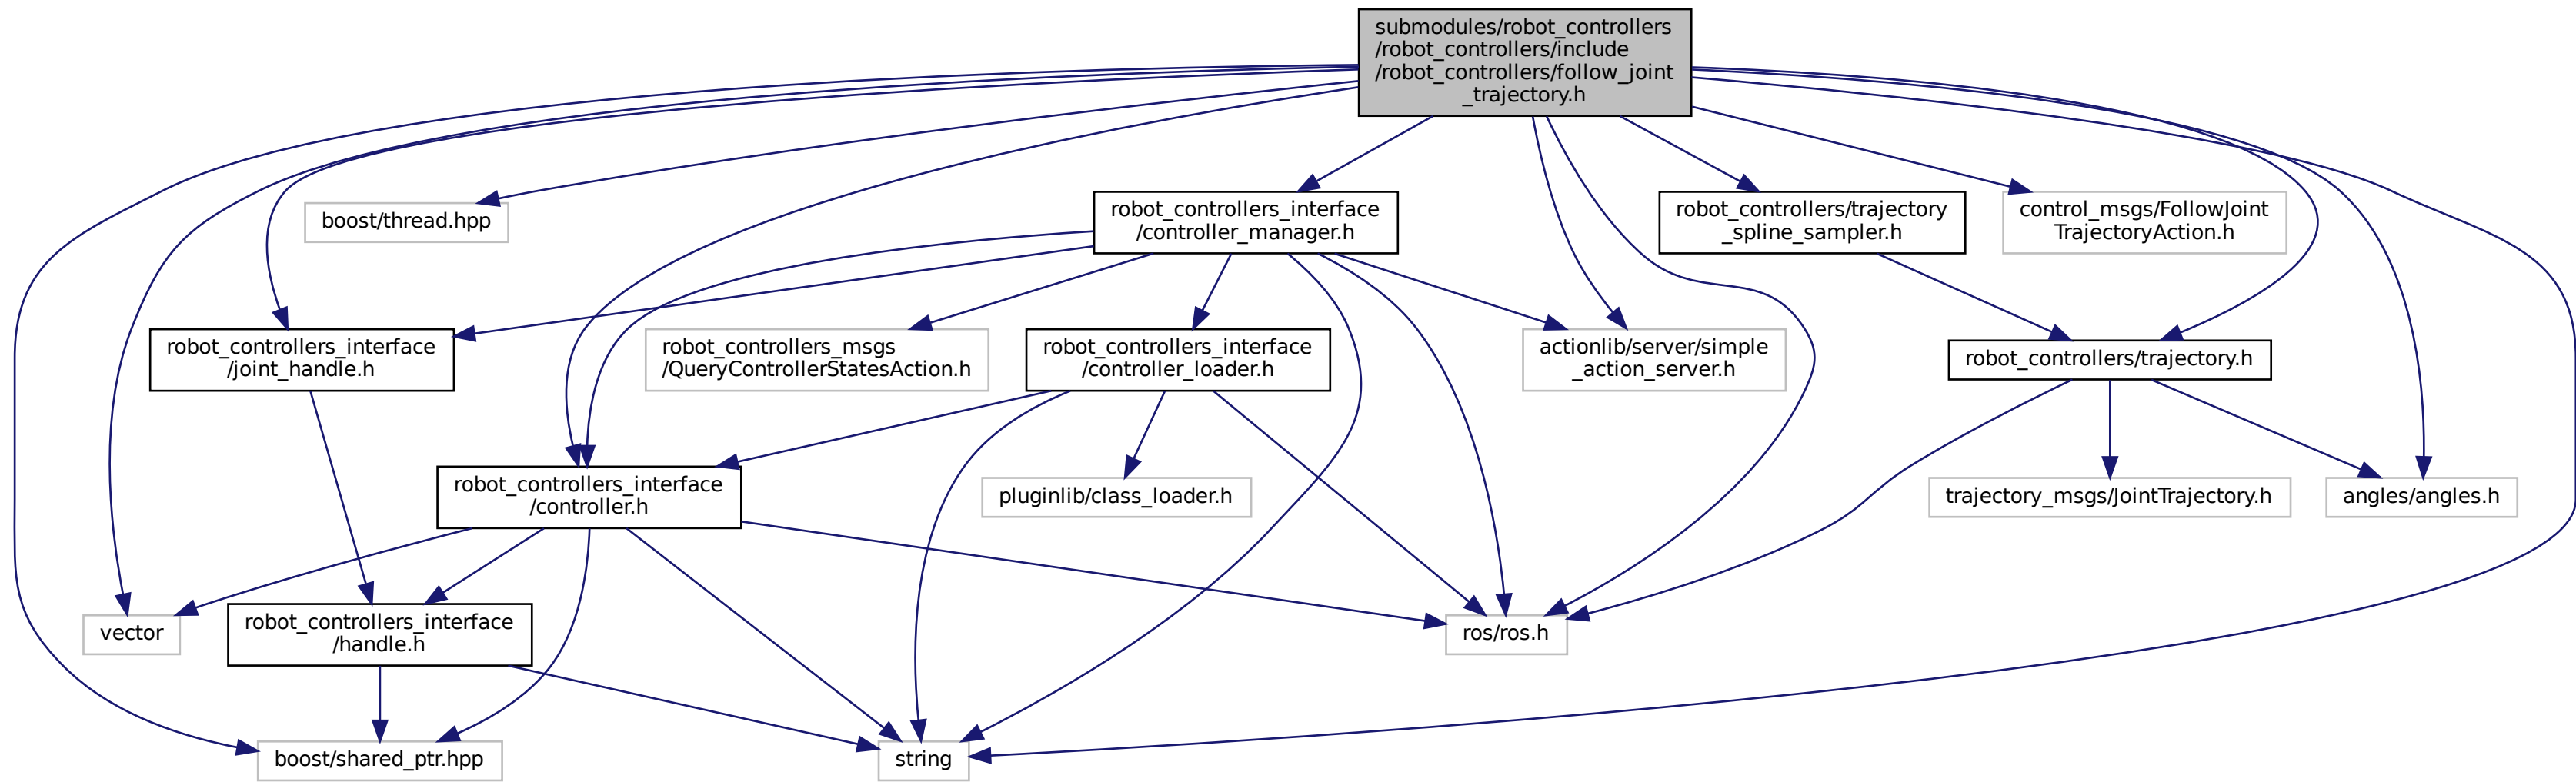 submodules/robot_controllers
/robot_controllers/include
/robot_controllers/follow_joint
_trajectory.h
boost/thread.hpp
robot_controllers_interface
/controller_manager.h
robot_controllers/trajectory
_spline_sampler.h
control_msgs/FollowJoint
TrajectoryAction.h
robot_controllers_interface
/joint_handle.h
robot_controllers_msgs
/QueryControllerStatesAction.h
robot_controllers_interface
/controller_loader.h
actionlib/server/simple
_action_server.h
robot_controllers/trajectory.h
robot_controllers_interface
/controller.h
pluginlib/class_loader.h
trajectory_msgs/JointTrajectory.h
angles/angles.h
vector
robot_controllers_interface
/handle.h
ros/ros.h
boost/shared_ptr.hpp
string